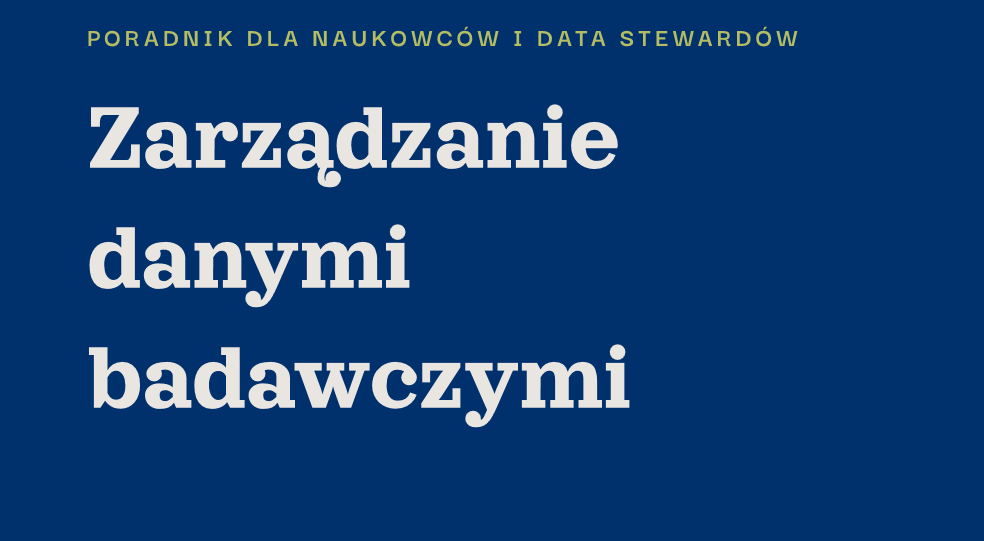 PORADNIK DLA NAUKOWCÓW I DATA STEWARDÓW
Zarządzanie
danymi
badawczymi